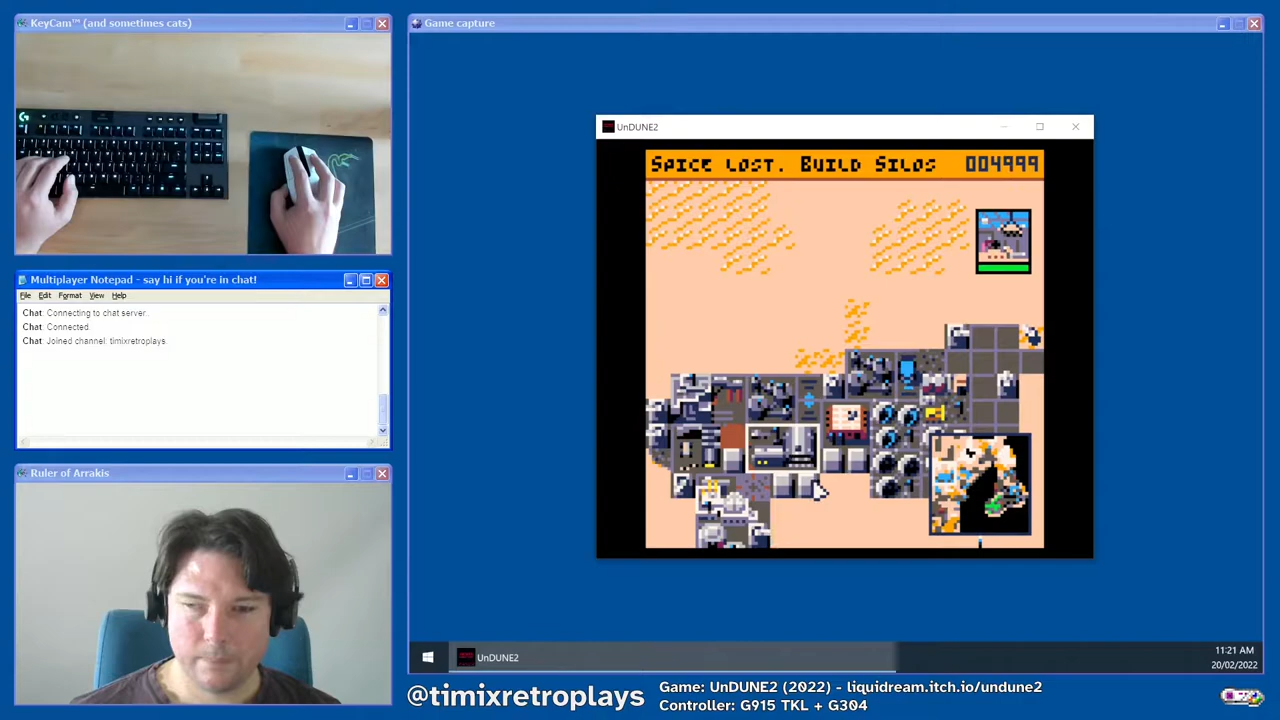 KeyCam™ (and sometimes cats)
Game capture
UnDUNE2
Spice lost. Build Silos 004999
Multiplayer Notepad - say hi if you're in chat!
File Edit Format View Help
Chat: Connecting to chat server..
Chat: Connected.
Chat: Joined channel: timixretroplays.
Ruler of Arrakis
UnDUNE2
11:21 AM
20/02/2022
@timixretroplays
Game: UnDUNE2 (2022) - liquidream.itch.io/undune2
Controller: G915 TKL + G304